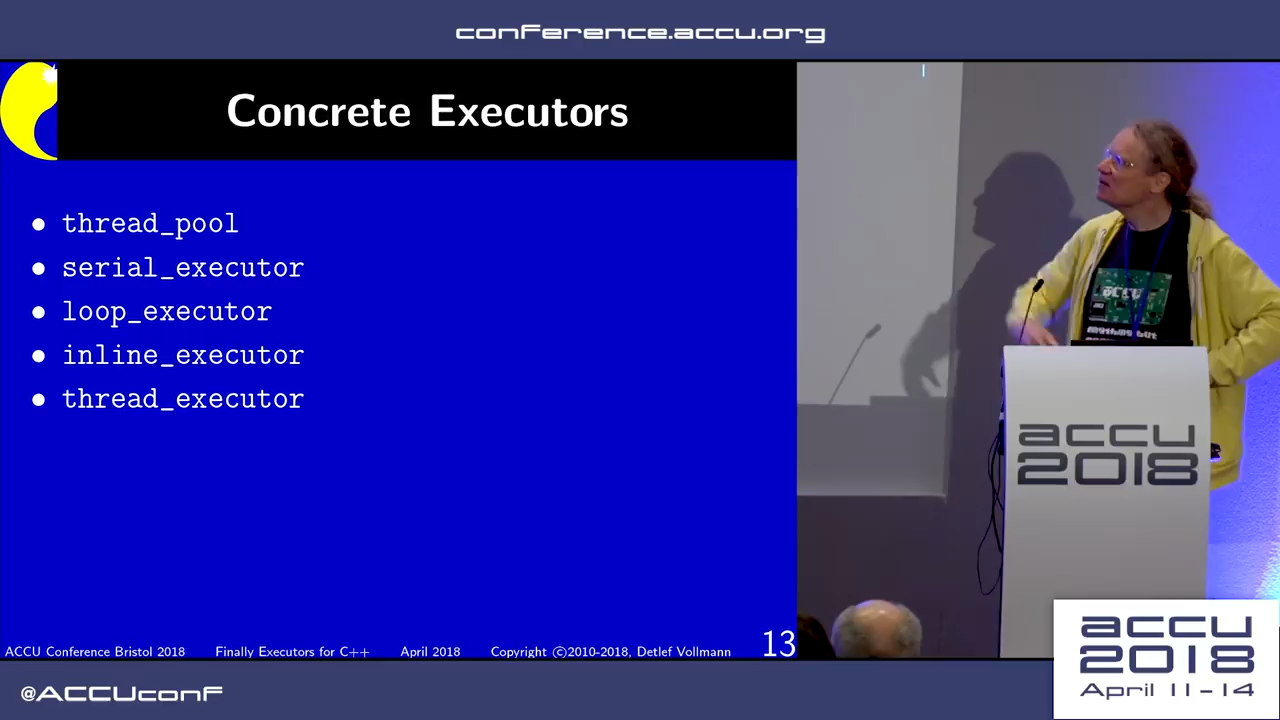 conference.accu.org
Concrete Executors
• thread_pool
• serial_executor
• loop_executor
• inline_executor
• thread_executor
ACCU Conference Bristol 2018 Finally Executors for C++ April 2018 Copyright ©2010-2018, Detlef Vollmann 13
accu
accu
2018
accu
2018
April 11-14
@ACCUconf